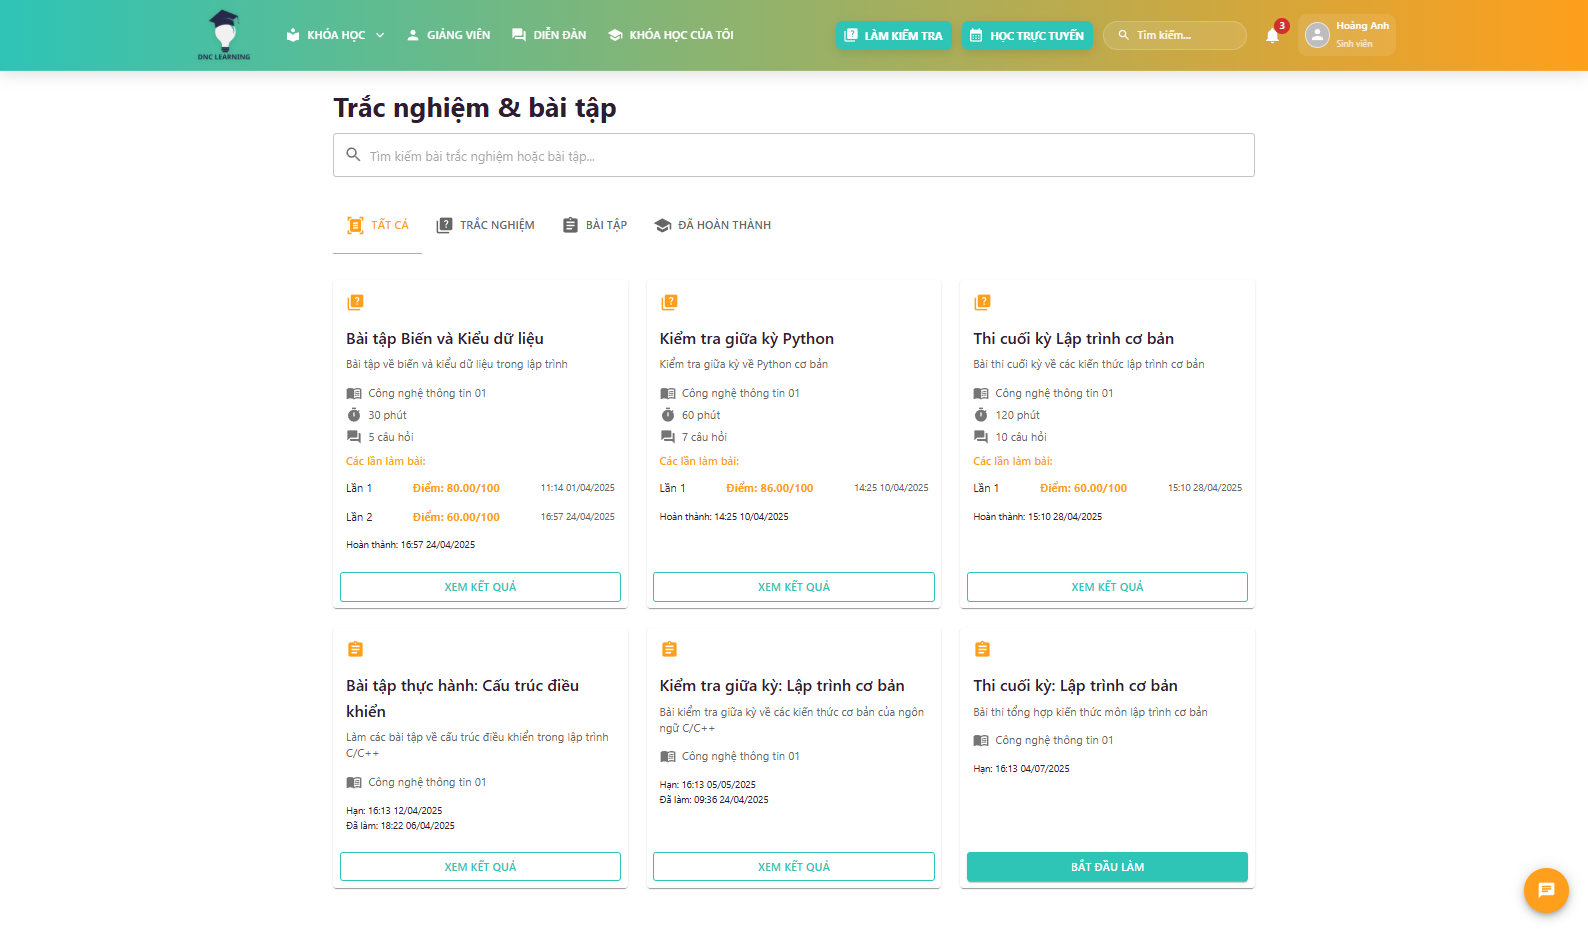 DNC LEARNING
KHÓA HỌC
GIẢNG VIÊN
DIỄN ĐÀN
KHÓA HỌC CỦA TÔI
LÀM KIỂM TRA
HỌC TRỰC TUYẾN
Tìm kiếm...
3
Hoàng Anh
Sinh viên
Trắc nghiệm & bài tập
Tìm kiếm bài trắc nghiệm hoặc bài tập...
TẤT CẢ
TRẮC NGHIỆM
BÀI TẬP
ĐÃ HOÀN THÀNH
Bài tập Biến và Kiểu dữ liệu
Bài tập về biến và kiểu dữ liệu trong lập trình
Công nghệ thông tin 01
30 phút
5 câu hỏi
Các lần làm bài:
Lần 1 Điểm: 80.00/100 11:14 01/04/2025
Lần 2 Điểm: 60.00/100 16:57 24/04/2025
Hoàn thành: 16:57 24/04/2025
XEM KẾT QUẢ
Kiểm tra giữa kỳ Python
Kiểm tra giữa kỳ về Python cơ bản
Công nghệ thông tin 01
60 phút
7 câu hỏi
Các lần làm bài:
Lần 1 Điểm: 86.00/100 14:25 10/04/2025
Hoàn thành: 14:25 10/04/2025
XEM KẾT QUẢ
Thi cuối kỳ Lập trình cơ bản
Bài thi cuối kỳ về các kiến thức lập trình cơ bản
Công nghệ thông tin 01
120 phút
10 câu hỏi
Các lần làm bài:
Lần 1 Điểm: 60.00/100 15:10 28/04/2025
Hoàn thành: 15:10 28/04/2025
XEM KẾT QUẢ
Bài tập thực hành: Cấu trúc điều
khiển
Làm các bài tập về cấu trúc điều khiển trong lập trình
C/C++
Công nghệ thông tin 01
Hạn: 16:13 12/04/2025
Đã làm: 18:22 06/04/2025
XEM KẾT QUẢ
Kiểm tra giữa kỳ: Lập trình cơ bản
Bài kiểm tra giữa kỳ về các kiến thức cơ bản của ngôn
ngữ C/C++
Công nghệ thông tin 01
Hạn: 16:13 05/05/2025
Đã làm: 09:36 24/04/2025
XEM KẾT QUẢ
Thi cuối kỳ: Lập trình cơ bản
Bài thi tổng hợp kiến thức môn lập trình cơ bản
Công nghệ thông tin 01
Hạn: 16:13 04/07/2025
BẮT ĐẦU LÀM